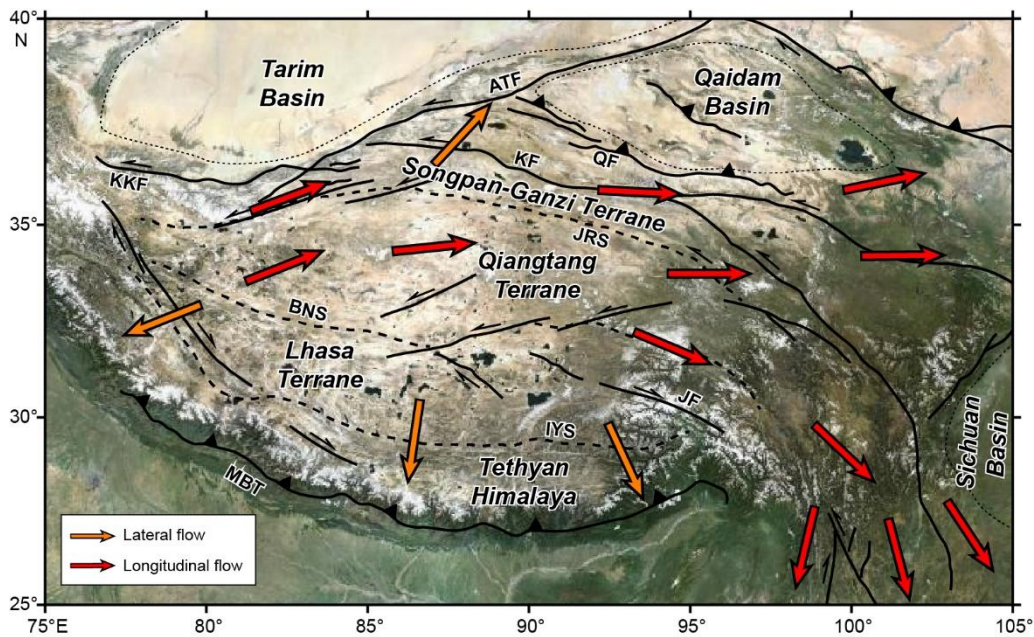 40°
N
Tarim
Basin
Qaidam
Basin
ATF
KKF
KF
QF
Songpan-Ganzi Terrane
35°
JRS
Qiangtang
Terrane
BNS
Lhasa
Terrane
30°
JF
IYS
Tethyan
Himalaya
MBT
Sichuan
Basin
Lateral flow
Longitudinal flow
25°
75°E
80°
85°
90°
95°
100°
105°